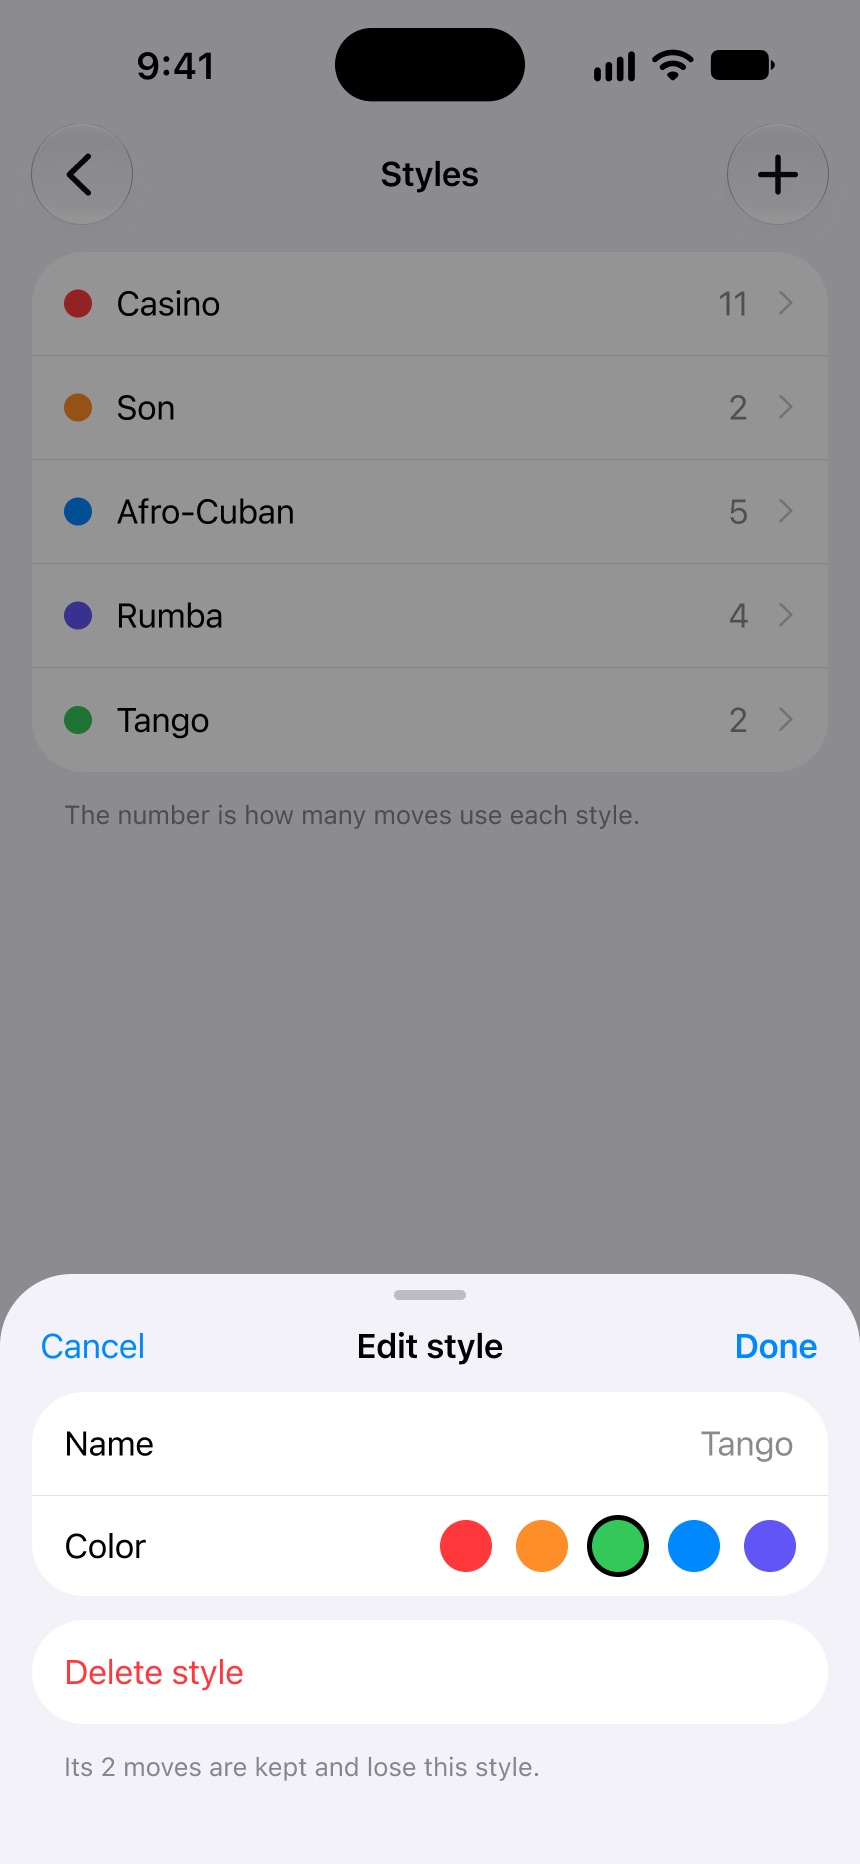 9:41
Styles
Casino 11
Son 2
Afro-Cuban 5
Rumba 4
Tango 2
The number is how many moves use each style.
Cancel Edit style Done
Name Tango
Color
Delete style
Its 2 moves are kept and lose this style.